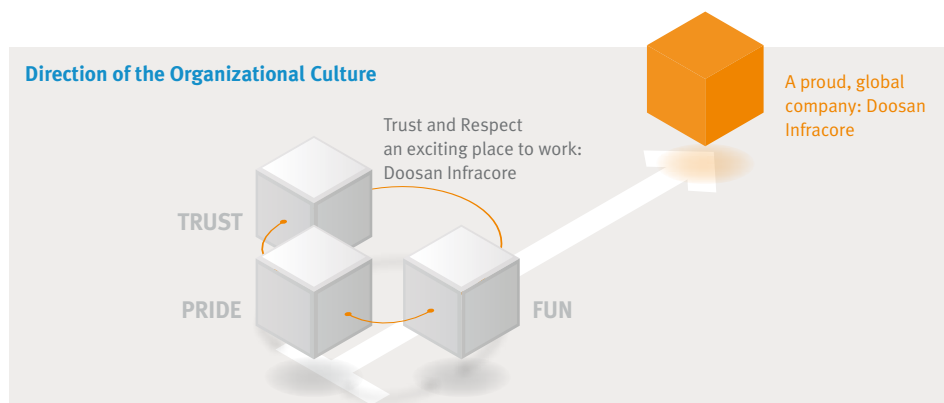 Direction of the Organizational Culture
A proud, global
company: Doosan
Infracore
Trust and Respect
an exciting place to work:
Doosan Infracore
TRUST
PRIDE
FUN